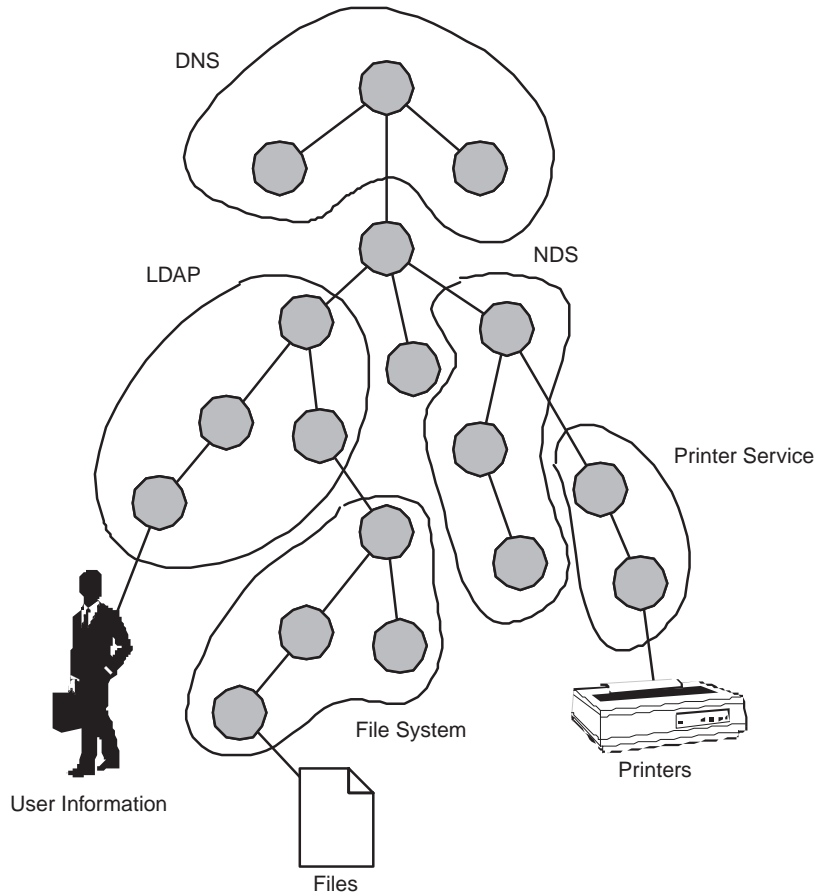 DNS
NDS
LDAP
Printer Service
File System
Printers
User Information
Files